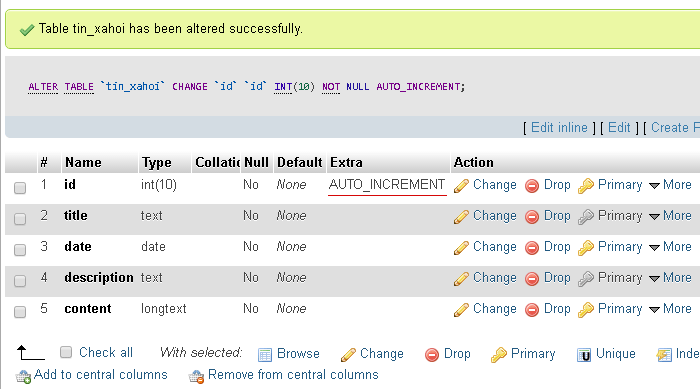 Table tin_xahoi has been altered successfully.
ALTER TABLE `tin_xahoi` CHANGE `id` `id` INT(10) NOT NULL AUTO_INCREMENT;
[ Edit inline ] [ Edit ] [ Create P
# Name Type Collatic Null Default Extra Action
1 id int(10) No None AUTO_INCREMENT Change Drop Primary More
2 title text No None Change Drop Primary More
3 date date No None Change Drop Primary More
4 description text No None Change Drop Primary More
5 content longtext No None Change Drop Primary More
Check all With selected: Browse Change Drop Primary Unique Inde
Add to central columns Remove from central columns